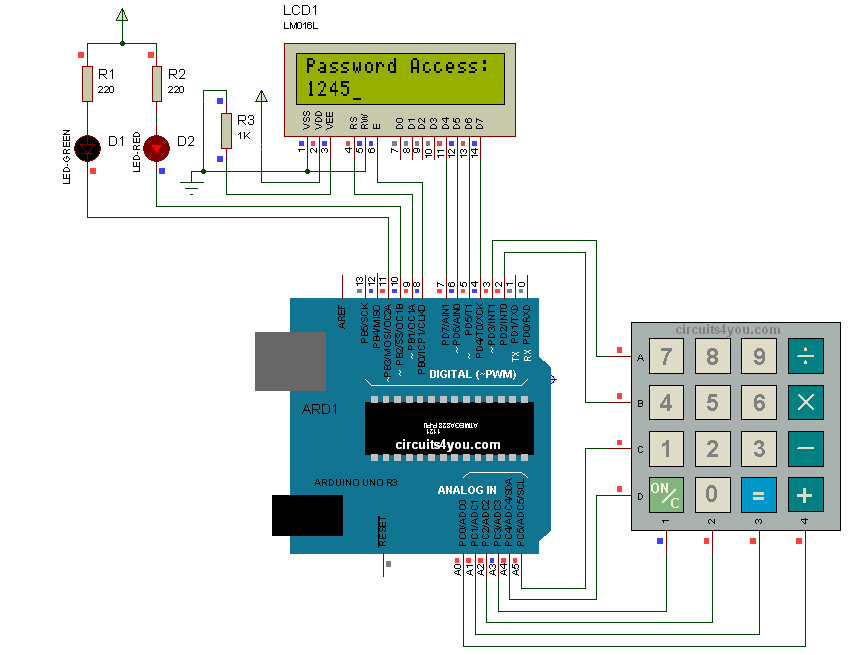 LCD1
LM016L
Password Access:
1245_
R1
220
R2
220
R3
1K
LED-GREEN
D1
LED-RED
D2
VSS
VDD
VEE
RS
RW
E
D0
D1
D2
D3
D4
D5
D6
D7
1
2
3
4
5
6
7
8
9
10
11
12
13
14
13
12
11
10
9
8
7
6
5
4
3
2
1
0
AREF
PB5/SCK
PB4/MISO
~PB3/MOSI/OC2A
~PB2/SS/OC1B
~PB1/OC1A
PB0/ICP1/CLKO
PD7/AIN1
~PD6/AIN0
~PD5/T1
PD4/T0/XCK
~PD3/INT1
PD2/INT0
TX PD1/TXD
RX PD0/RXD
DIGITAL (~PWM)
ARD1
1121
circuits4you.com
ARDUINO UNO R3
ANALOG IN
RESET
PC0/ADC0
PC1/ADC1
PC2/ADC2
PC3/ADC3
PC4/ADC4/SDA
PC5/ADC5/SCL
A0
A1
A2
A3
A4
A5
circuits4you.com
A
7
8
9
÷
B
4
5
6
×
C
1
2
3
−
D
ON/C
0
=
+
1
2
3
4